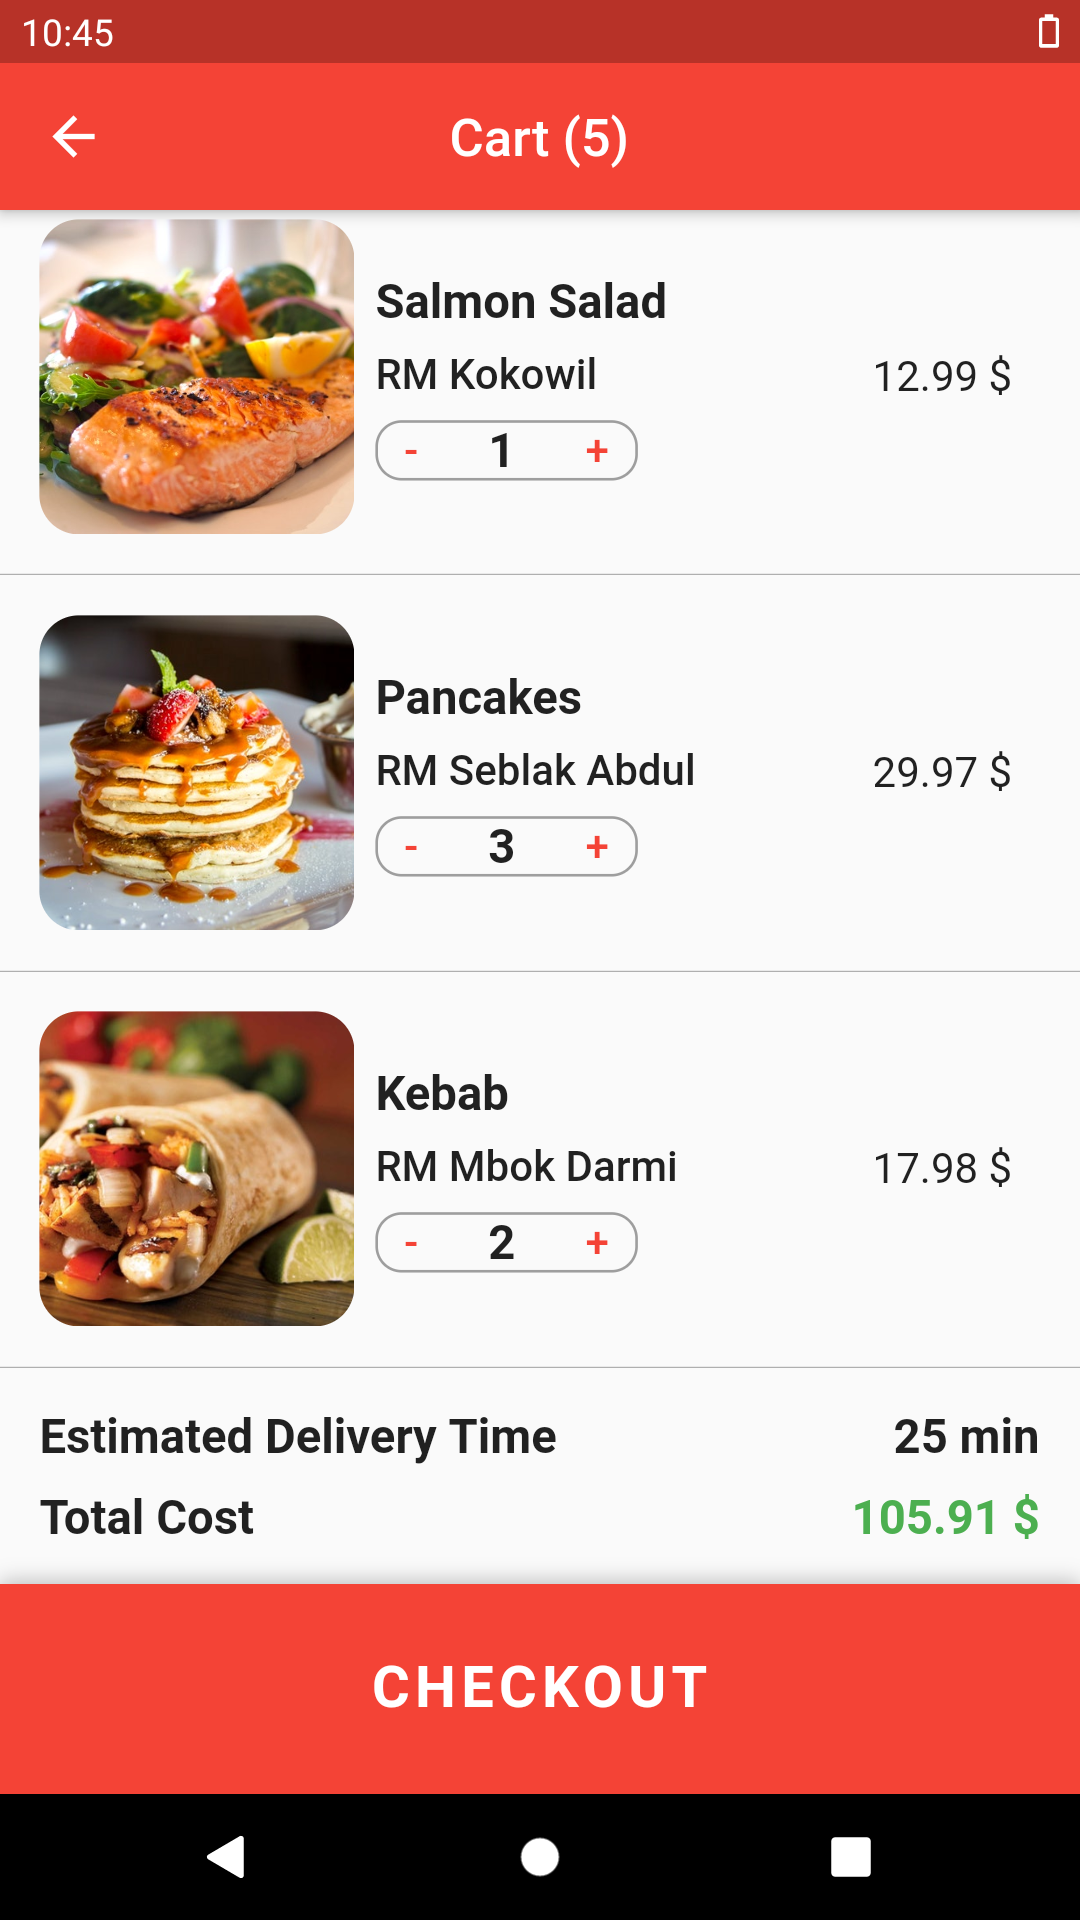 10:45
Cart (5)
Salmon Salad
RM Kokowil
12.99 $
- 1 +
Pancakes
RM Seblak Abdul
29.97 $
- 3 +
Kebab
RM Mbok Darmi
17.98 $
- 2 +
Estimated Delivery Time 25 min
Total Cost 105.91 $
CHECKOUT